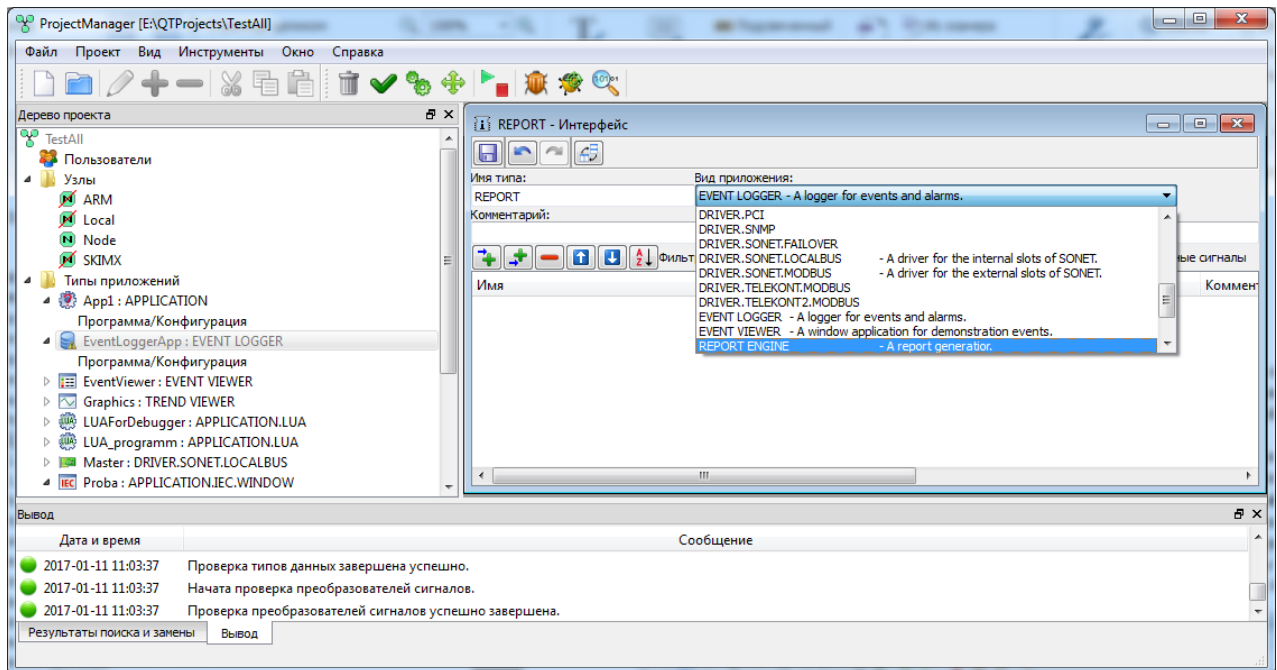 ProjectManager [E:\QTProjects\TestAll]
Файл Проект Вид Инструменты Окно Справка
Дерево проекта
TestAll
Пользователи
Узлы
ARM
Local
Node
SKIMX
Типы приложений
App1 : APPLICATION
Программа/Конфигурация
EventLoggerApp : EVENT LOGGER
Программа/Конфигурация
EventViewer : EVENT VIEWER
Graphics : TREND VIEWER
LUAForDebugger : APPLICATION.LUA
LUA_programm : APPLICATION.LUA
Master : DRIVER.SONET.LOCALBUS
Proba : APPLICATION.IEC.WINDOW
REPORT - Интерфейс
Имя типа: Вид приложения:
REPORT EVENT LOGGER - A logger for events and alarms.
Комментарий:
Фильт ые сигналы
Имя Коммент
DRIVER.PCI
DRIVER.SNMP
DRIVER.SONET.FAILOVER
DRIVER.SONET.LOCALBUS - A driver for the internal slots of SONET.
DRIVER.SONET.MODBUS - A driver for the external slots of SONET.
DRIVER.TELEKONT.MODBUS
DRIVER.TELEKONT2.MODBUS
EVENT LOGGER - A logger for events and alarms.
EVENT VIEWER - A window application for demonstration events.
REPORT ENGINE - A report generatior.
Вывод
Дата и время Сообщение
2017-01-11 11:03:37 Проверка типов данных завершена успешно.
2017-01-11 11:03:37 Начата проверка преобразователей сигналов.
2017-01-11 11:03:37 Проверка преобразователей сигналов успешно завершена.
Результаты поиска и замены Вывод